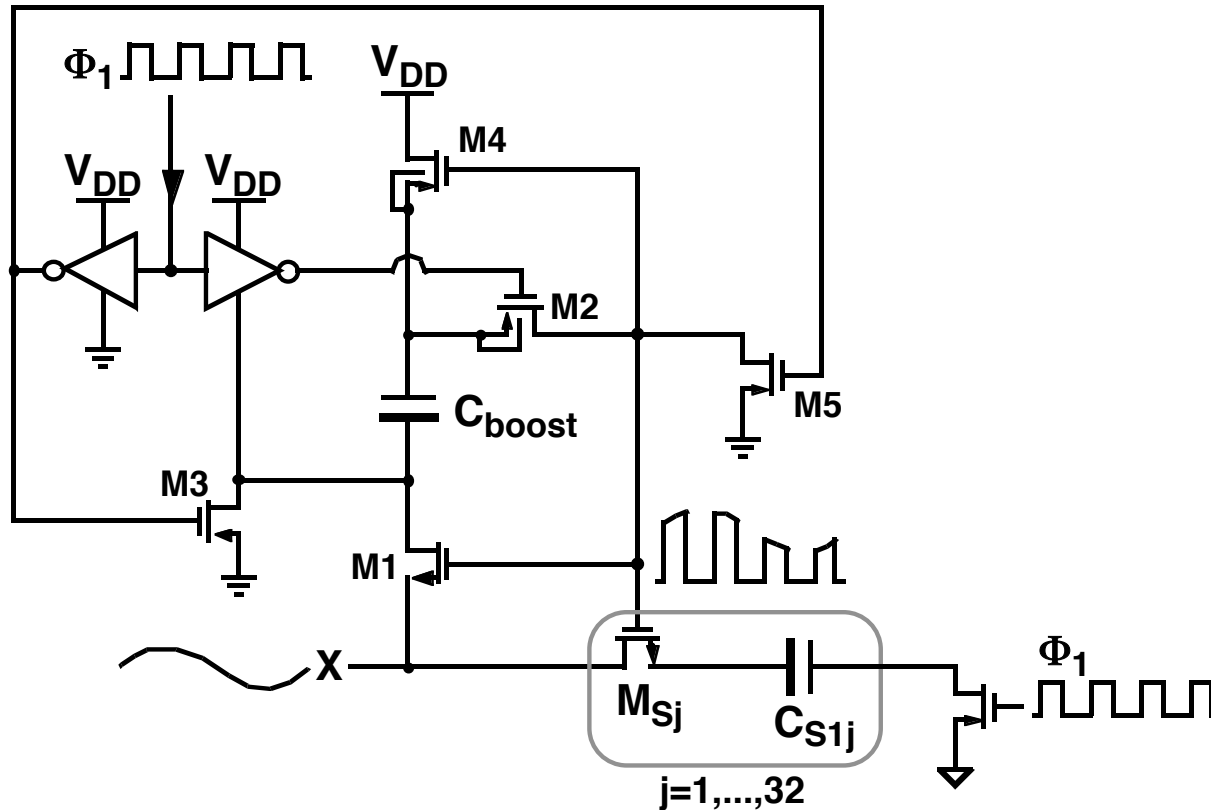 Φ1
VDD
M4
VDD
VDD
M2
M5
Cboost
M3
M1
X
MSj
CS1j
Φ1
j=1,...,32